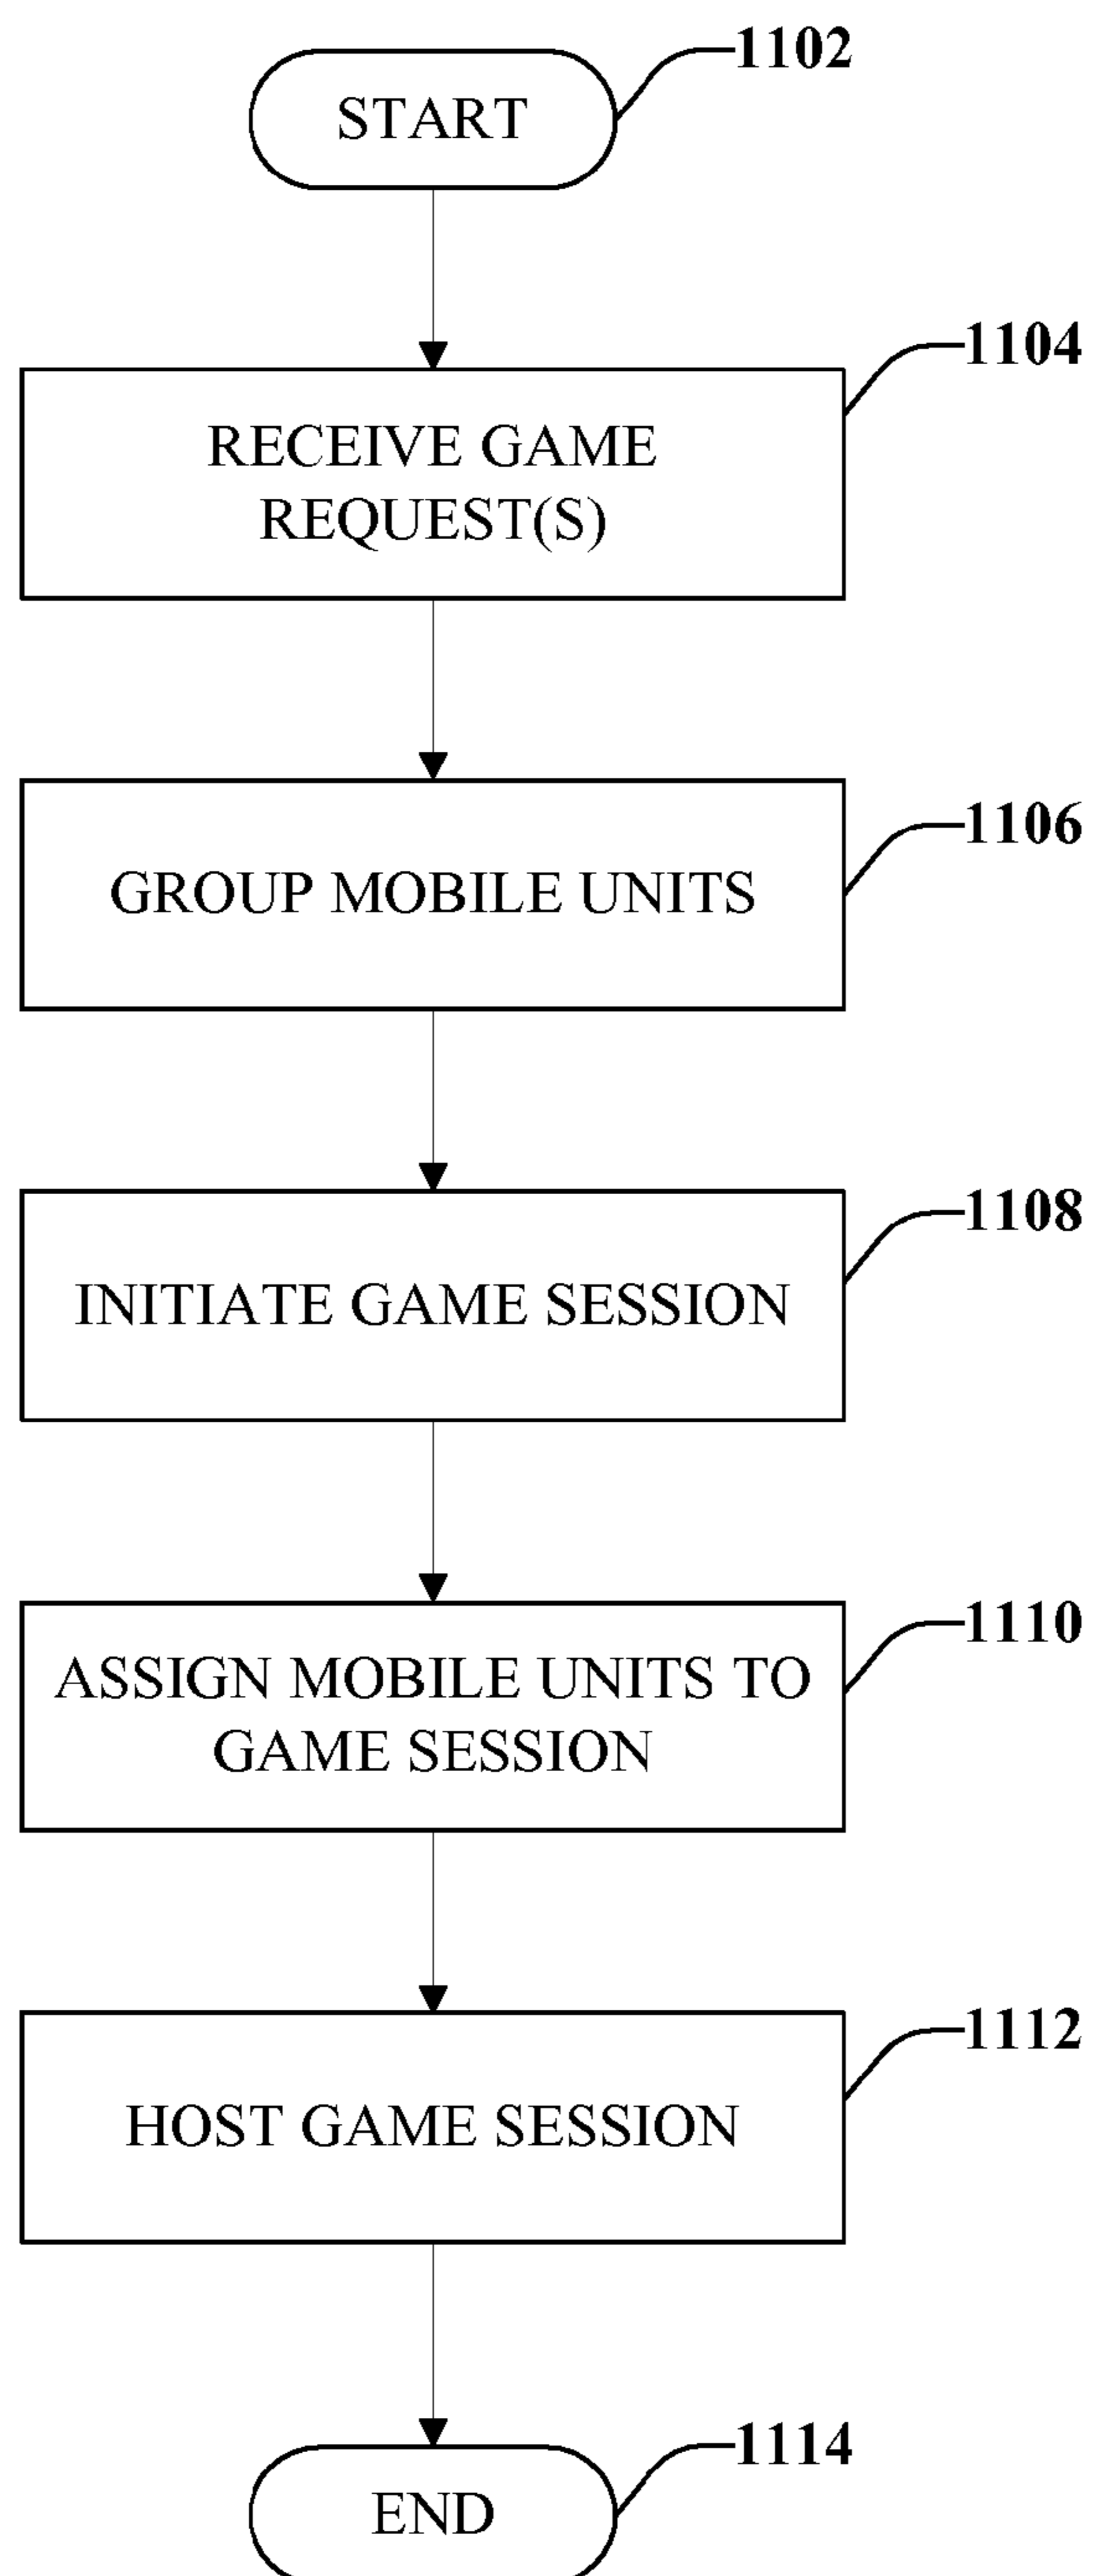 START
1102
RECEIVE GAME
REQUEST(S)
1104
GROUP MOBILE UNITS
1106
INITIATE GAME SESSION
1108
ASSIGN MOBILE UNITS TO
GAME SESSION
1110
HOST GAME SESSION
1112
END
1114